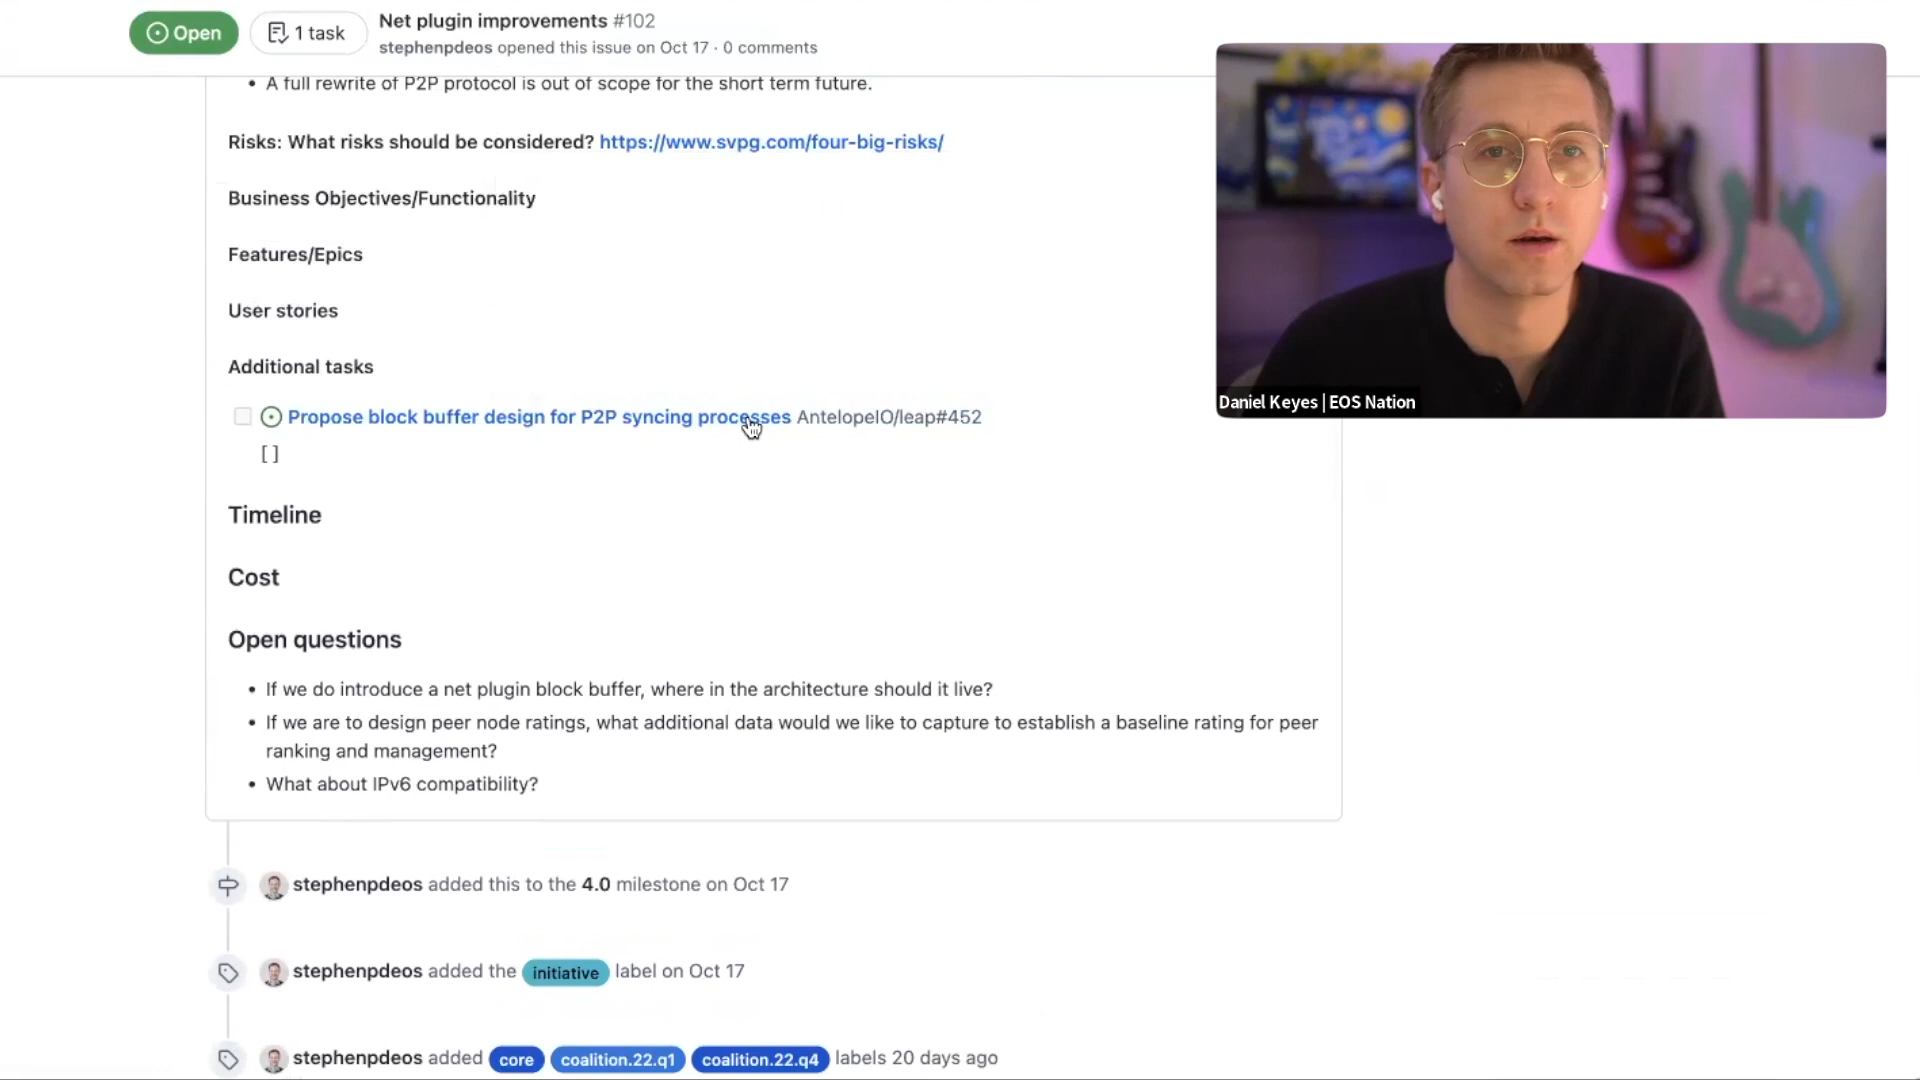 Open
1 task
Net plugin improvements #102
stephenpdeos opened this issue on Oct 17 · 0 comments
• A full rewrite of P2P protocol is out of scope for the short term future.
Risks: What risks should be considered? https://www.svpg.com/four-big-risks/
Business Objectives/Functionality
Features/Epics
User stories
Additional tasks
Propose block buffer design for P2P syncing processes AntelopeIO/leap#452
[ ]
Timeline
Cost
Open questions
• If we do introduce a net plugin block buffer, where in the architecture should it live?
• If we are to design peer node ratings, what additional data would we like to capture to establish a baseline rating for peer
ranking and management?
• What about IPv6 compatibility?
stephenpdeos added this to the 4.0 milestone on Oct 17
stephenpdeos added the initiative label on Oct 17
stephenpdeos added core coalition.22.q1 coalition.22.q4 labels 20 days ago
Daniel Keyes | EOS Nation